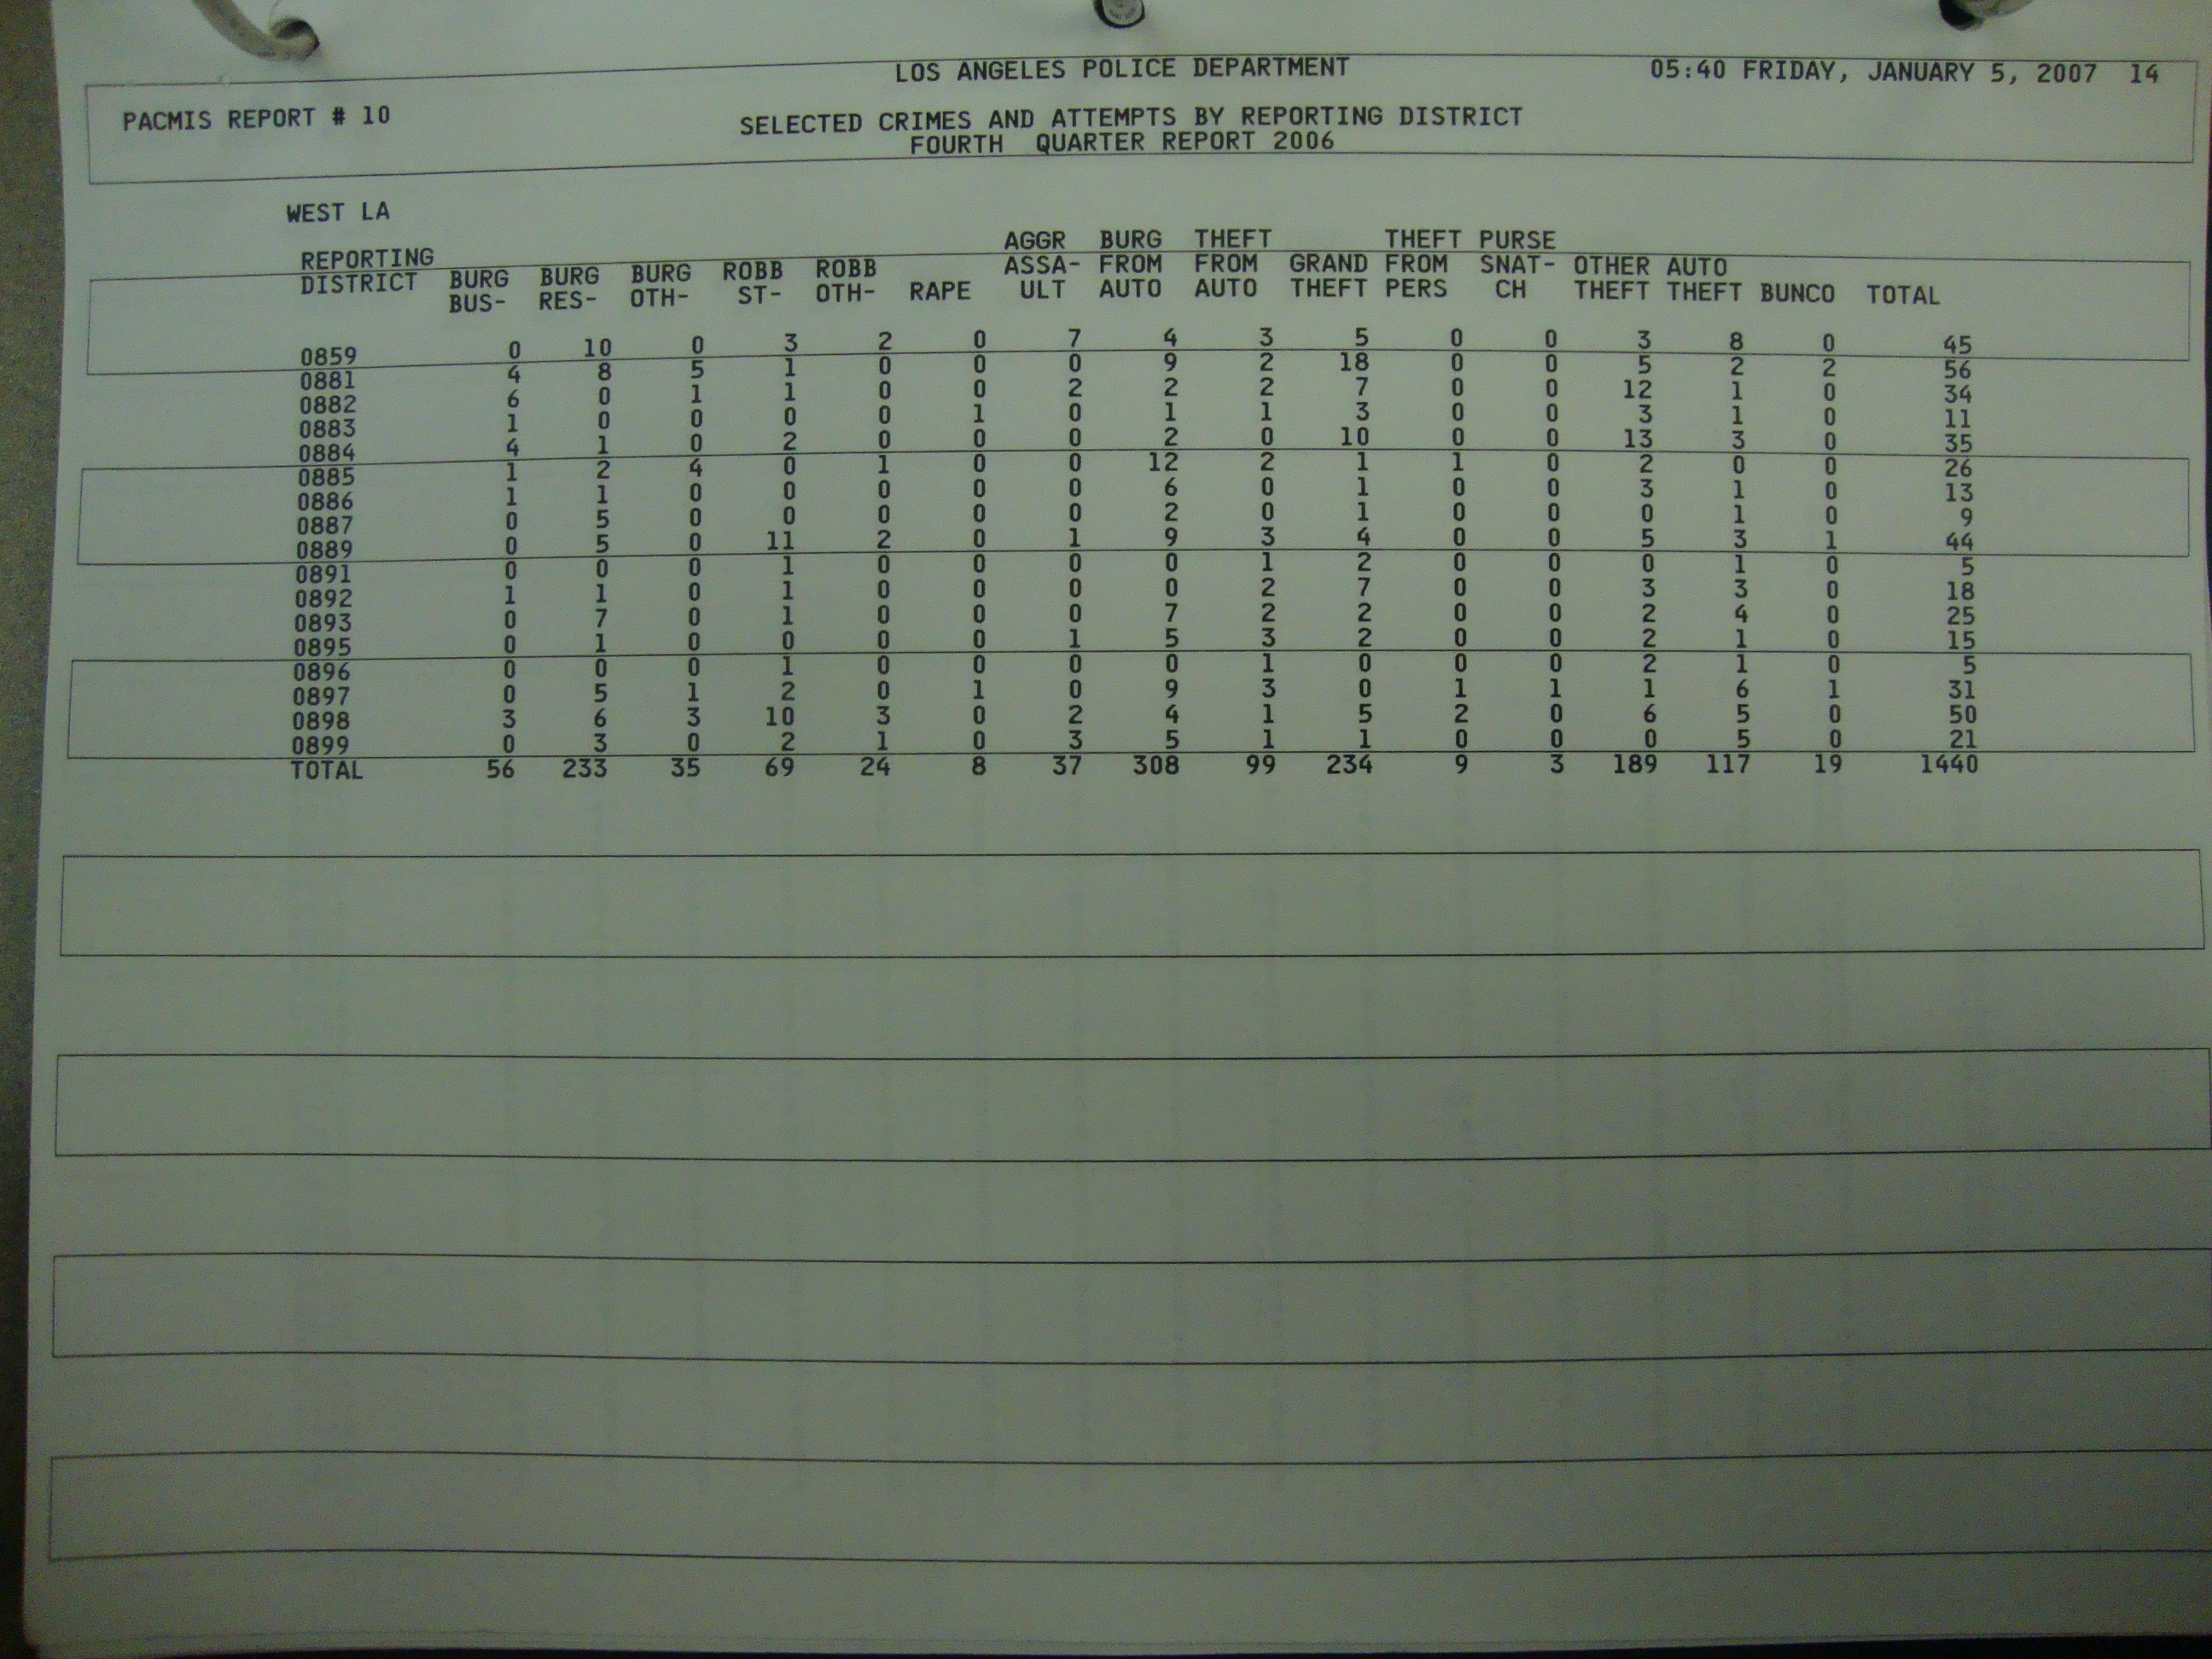 LOS ANGELES POLICE DEPARTMENT 05:40 FRIDAY, JANUARY 5, 2007 14
PACMIS REPORT # 10
SELECTED CRIMES AND ATTEMPTS BY REPORTING DISTRICT
FOURTH QUARTER REPORT 2006
WEST LA
AGGR BURG THEFT THEFT PURSE
REPORTING BURG BURG BURG ROBB ROBB ASSA- FROM FROM GRAND FROM SNAT- OTHER AUTO
DISTRICT BUS- RES- OTH- ST- OTH- RAPE ULT AUTO AUTO THEFT PERS CH THEFT THEFT BUNCO TOTAL
0859 0 10 0 3 2 0 7 4 3 5 0 0 3 8 0 45
0881 4 8 5 1 0 0 0 9 2 18 0 0 5 2 2 56
0882 6 0 1 1 0 0 2 2 2 7 0 0 12 1 0 34
0883 1 0 0 0 0 1 0 1 1 3 0 0 3 1 0 11
0884 4 1 0 2 0 0 0 2 0 10 0 0 13 3 0 35
0885 1 2 4 0 1 0 0 12 2 1 1 0 2 0 0 26
0886 1 1 0 0 0 0 0 6 0 1 0 0 3 1 0 13
0887 0 5 0 0 0 0 0 2 0 1 0 0 0 1 0 9
0889 0 5 0 11 2 0 1 9 3 4 0 0 5 3 1 44
0891 0 0 0 1 0 0 0 0 1 2 0 0 0 1 0 5
0892 1 1 0 1 0 0 0 0 2 7 0 0 3 3 0 18
0893 0 7 0 1 0 0 0 7 2 2 0 0 2 4 0 25
0895 0 1 0 0 0 0 1 5 3 2 0 0 2 1 0 15
0896 0 0 0 1 0 0 0 0 1 0 0 0 2 1 0 5
0897 0 5 1 2 0 1 0 9 3 0 1 1 1 6 1 31
0898 3 6 3 10 3 0 2 4 1 5 2 0 6 5 0 50
0899 0 3 0 2 1 0 3 5 1 1 0 0 0 5 0 21
TOTAL 56 233 35 69 24 8 37 308 99 234 9 3 189 117 19 1440